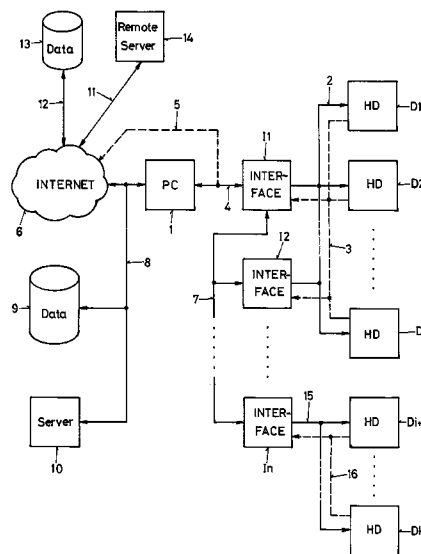 13
Data
Remote
Server
14
12
11
5
2
I1
HD
D1
INTERNET
PC
INTER-
FACE
6
1
4
HD
D2
I2
8
INTER-
FACE
3
7
9
Data
HD
D
15
Server
INTER-
FACE
HD
Di+
10
In
16
HD